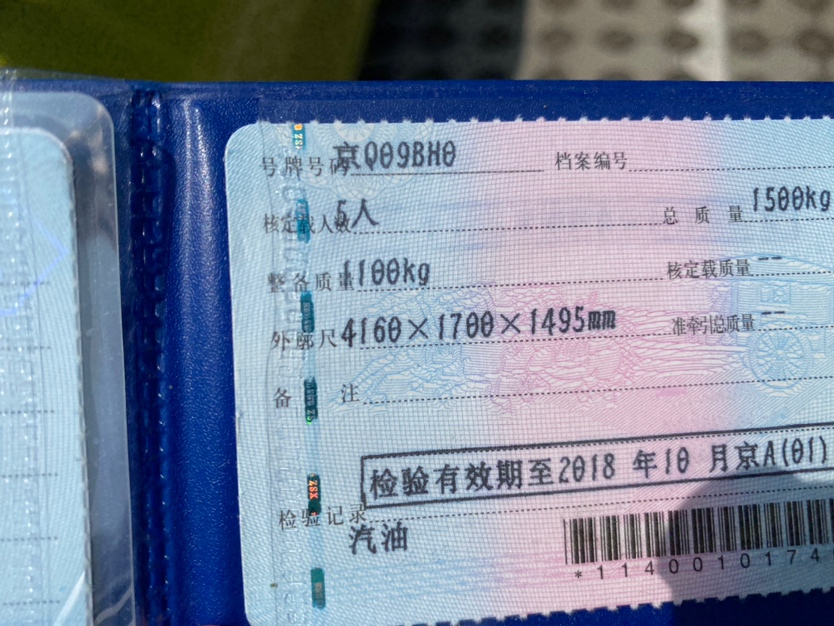 号牌号码 京Q09BH0 档案编号
核定载人数 5人 总质量 1500kg
整备质量 1100kg 核定载质量 --
外廓尺 4160×1700×1495mm 准牵引总质量 --
备注
检验有效期至2018年10月京A(01)
检验记录
汽油
*1140010174